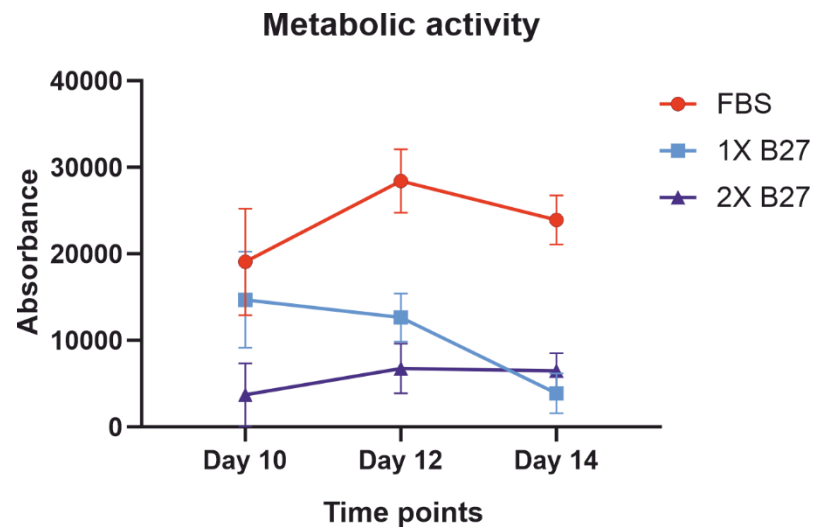 Metabolic activity
40000
30000
20000
10000
0
Absorbance
Day 10
Day 12
Day 14
Time points
FBS
1X B27
2X B27